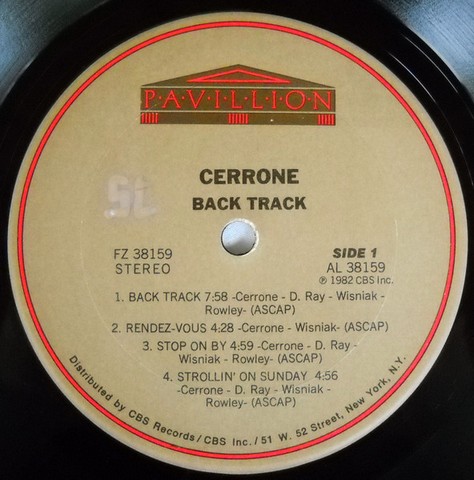 P·A·V·I·L·L·I·O·N
CERRONE
BACK TRACK
FZ 38159
STEREO
SIDE 1
AL 38159
℗ 1982 CBS Inc.
1. BACK TRACK 7:58 -Cerrone - D. Ray - Wisniak -
Rowley- (ASCAP)
2. RENDEZ-VOUS 4:28 -Cerrone - Wisniak- (ASCAP)
3. STOP ON BY 4:59 -Cerrone - D. Ray -
Wisniak - Rowley- (ASCAP)
4. STROLLIN' ON SUNDAY 4:56
-Cerrone - D. Ray - Wisniak -
Rowley- (ASCAP)
Distributed by CBS Records/CBS Inc./51 W. 52 Street, New York, N.Y.